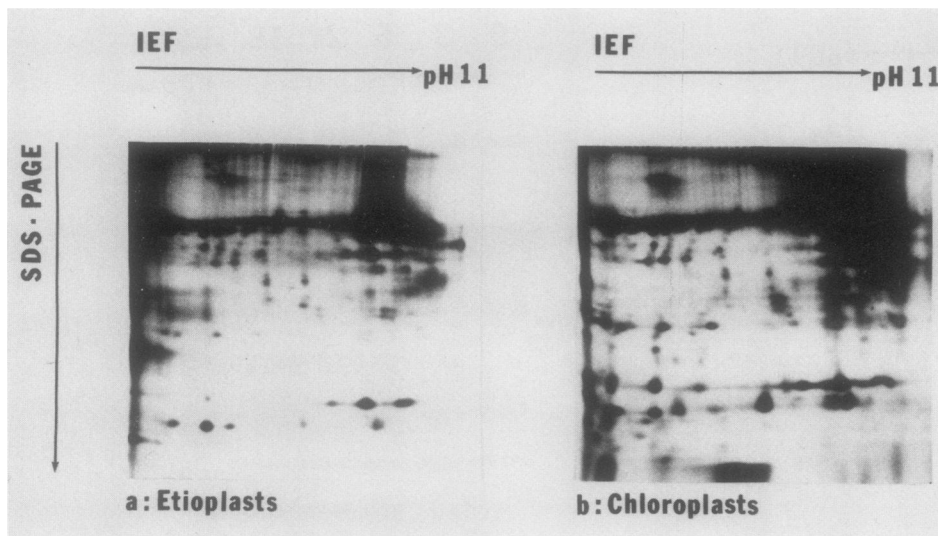 IEF
pH 11
IEF
pH 11
SDS · PAGE
a: Etioplasts
b: Chloroplasts